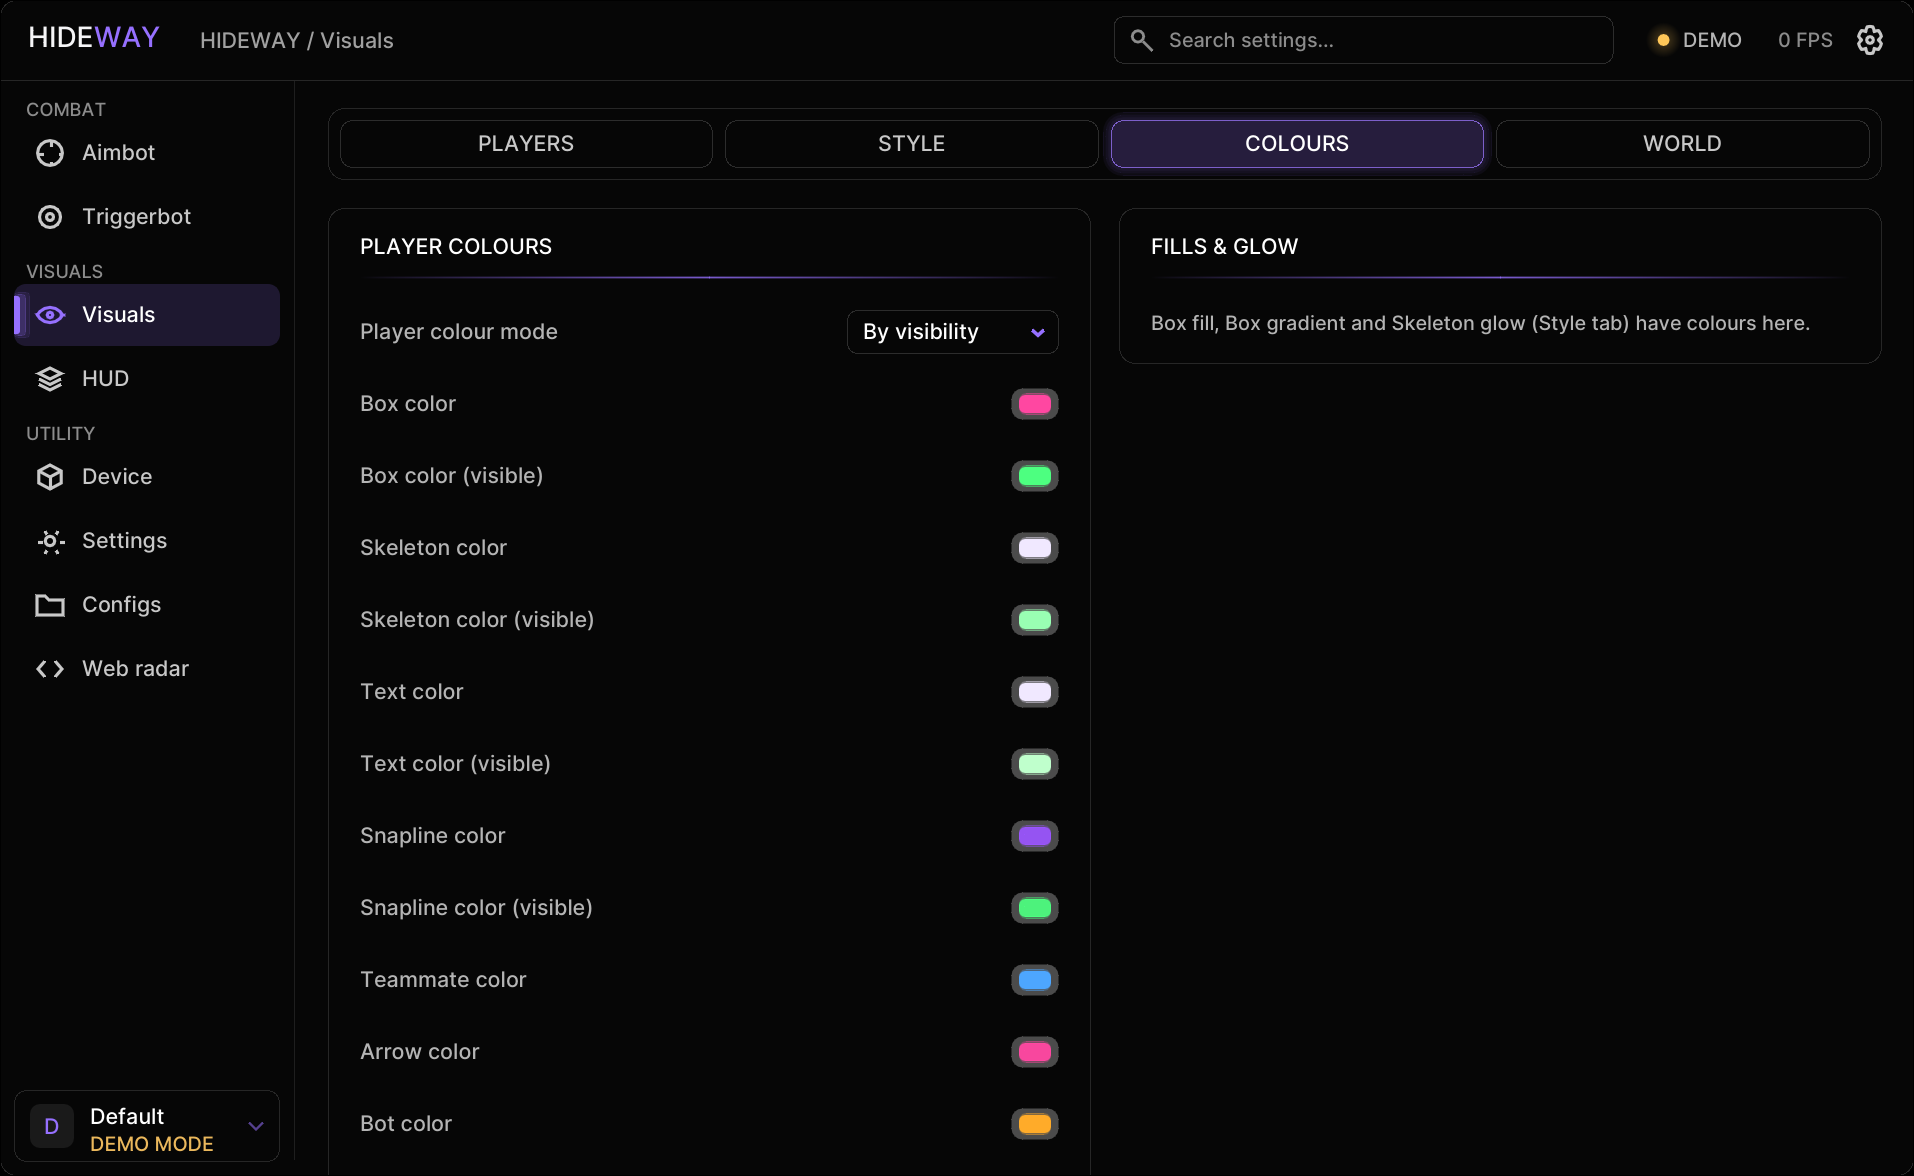 HIDEWAY
HIDEWAY / Visuals
Search settings...
DEMO
0 FPS
COMBAT
Aimbot
Triggerbot
VISUALS
Visuals
HUD
UTILITY
Device
Settings
Configs
Web radar
D
Default
DEMO MODE
PLAYERS
STYLE
COLOURS
WORLD
PLAYER COLOURS
Player colour mode
By visibility
Box color
Box color (visible)
Skeleton color
Skeleton color (visible)
Text color
Text color (visible)
Snapline color
Snapline color (visible)
Teammate color
Arrow color
Bot color
FILLS & GLOW
Box fill, Box gradient and Skeleton glow (Style tab) have colours here.